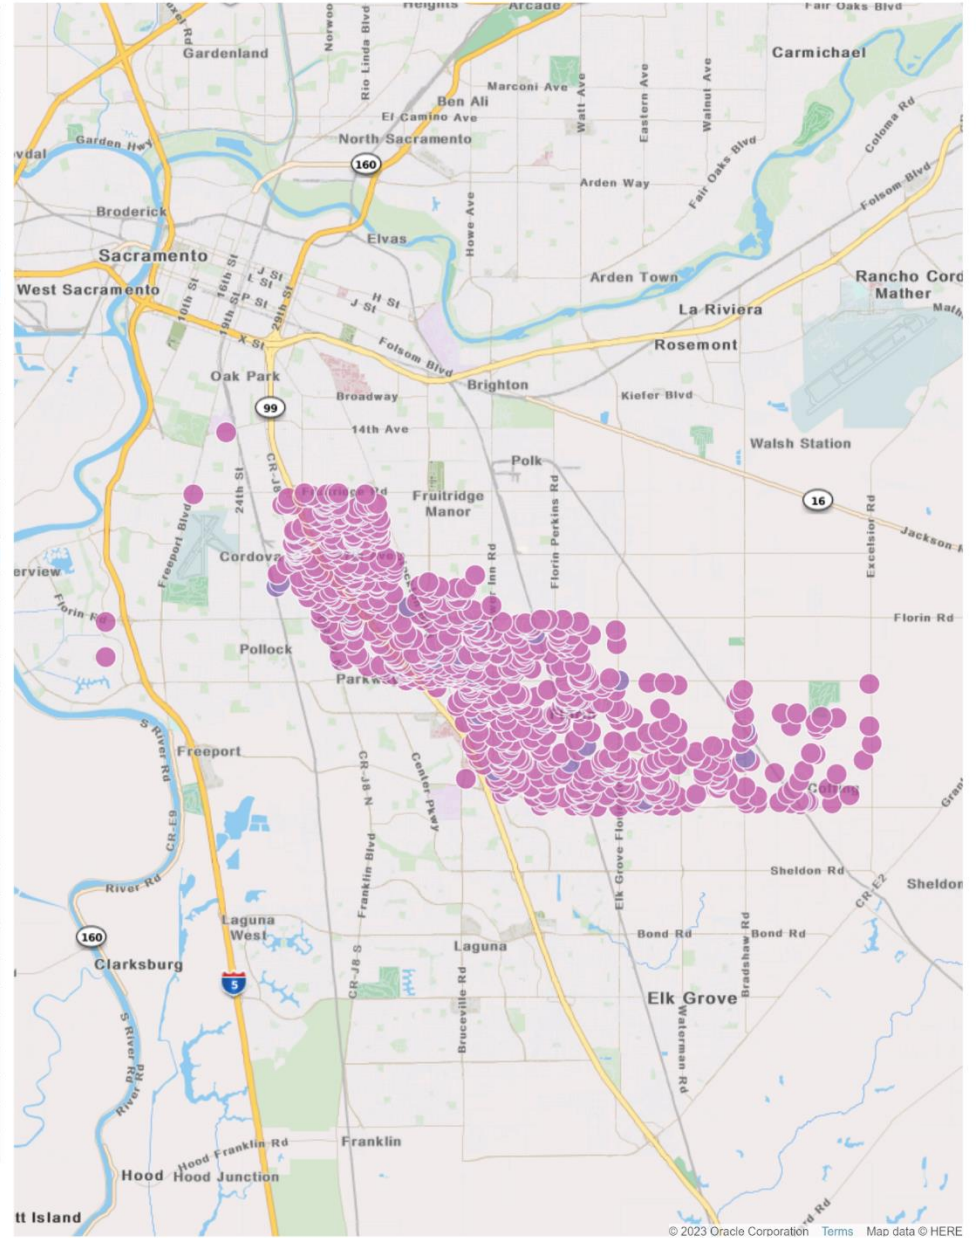 Heights
Arcade
Fair Oaks Blvd
Norwoo
Rio Linda Blvd
Gardenland
Carmichael
Marconi Ave
Watt Ave
Eastern Ave
Walnut Ave
Ben Ali
El Camino Ave
Coloma Rd
Garden Hwy
North Sacramento
vdal
160
Fair Oaks Blvd
Folsom Blvd
Arden Way
Broderick
Howe Ave
Elvas
Sacramento
16th St
J St
L St
Arden Town
Rancho Cord
West Sacramento
10th St
19th St
P St
29th St
H St
J St
Mather
La Riviera
X St
Folsom Blvd
Rosemont
Oak Park
Brighton
Broadway
Kiefer Blvd
99
14th Ave
Walsh Station
24th St
Polk
Fruitridge
Manor
16
Freeport Blvd
Florin Perkins Rd
Excelsior Rd
Jackson
Cordova
erview
Florin Rd
Florin Rd
Pollock
S River Rd
Freeport
CR-J8-N
Center Pkwy
CR-E9
Franklin Blvd
Sheldon Rd
River Rd
CR-E2
Sheldon
160
Laguna
West
Bond Rd
Bond Rd
Laguna
Bradshaw Rd
Clarksburg
CR-J8-S
5
Elk Grove
Bruceville Rd
Waterman Rd
S River Rd
River Rd
Hood Franklin Rd
Franklin
Hood
Hood Junction
tt Island
rd Rd
© 2023 Oracle Corporation Terms Map data © HERE